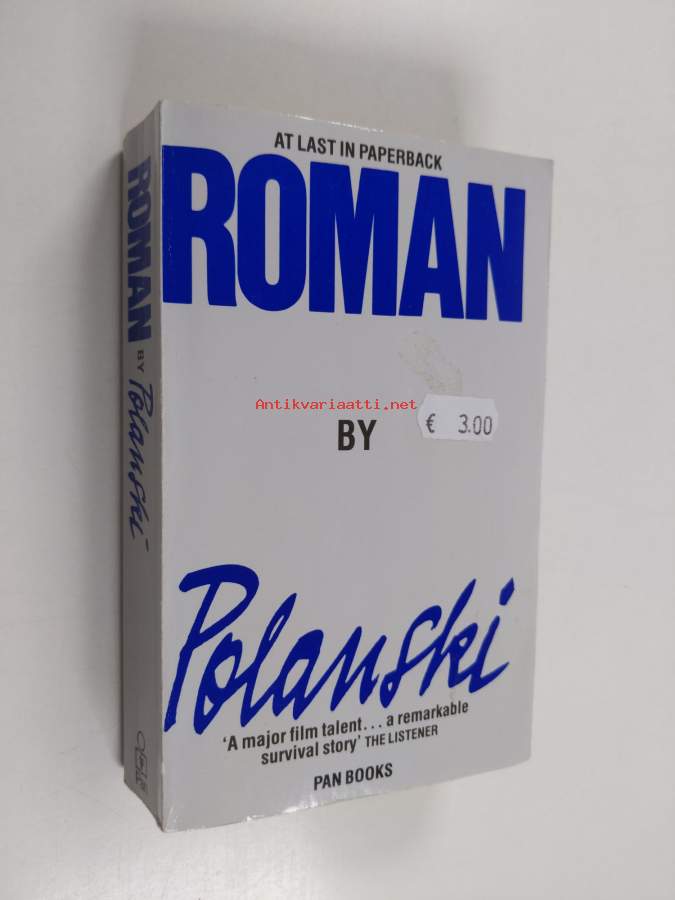 AT LAST IN PAPERBACK
ROMAN
Antikvariaatti.net
€ 3.00
BY
Polanski
'A major film talent... a remarkable
survival story' THE LISTENER
PAN BOOKS
ROMAN BY Polanski